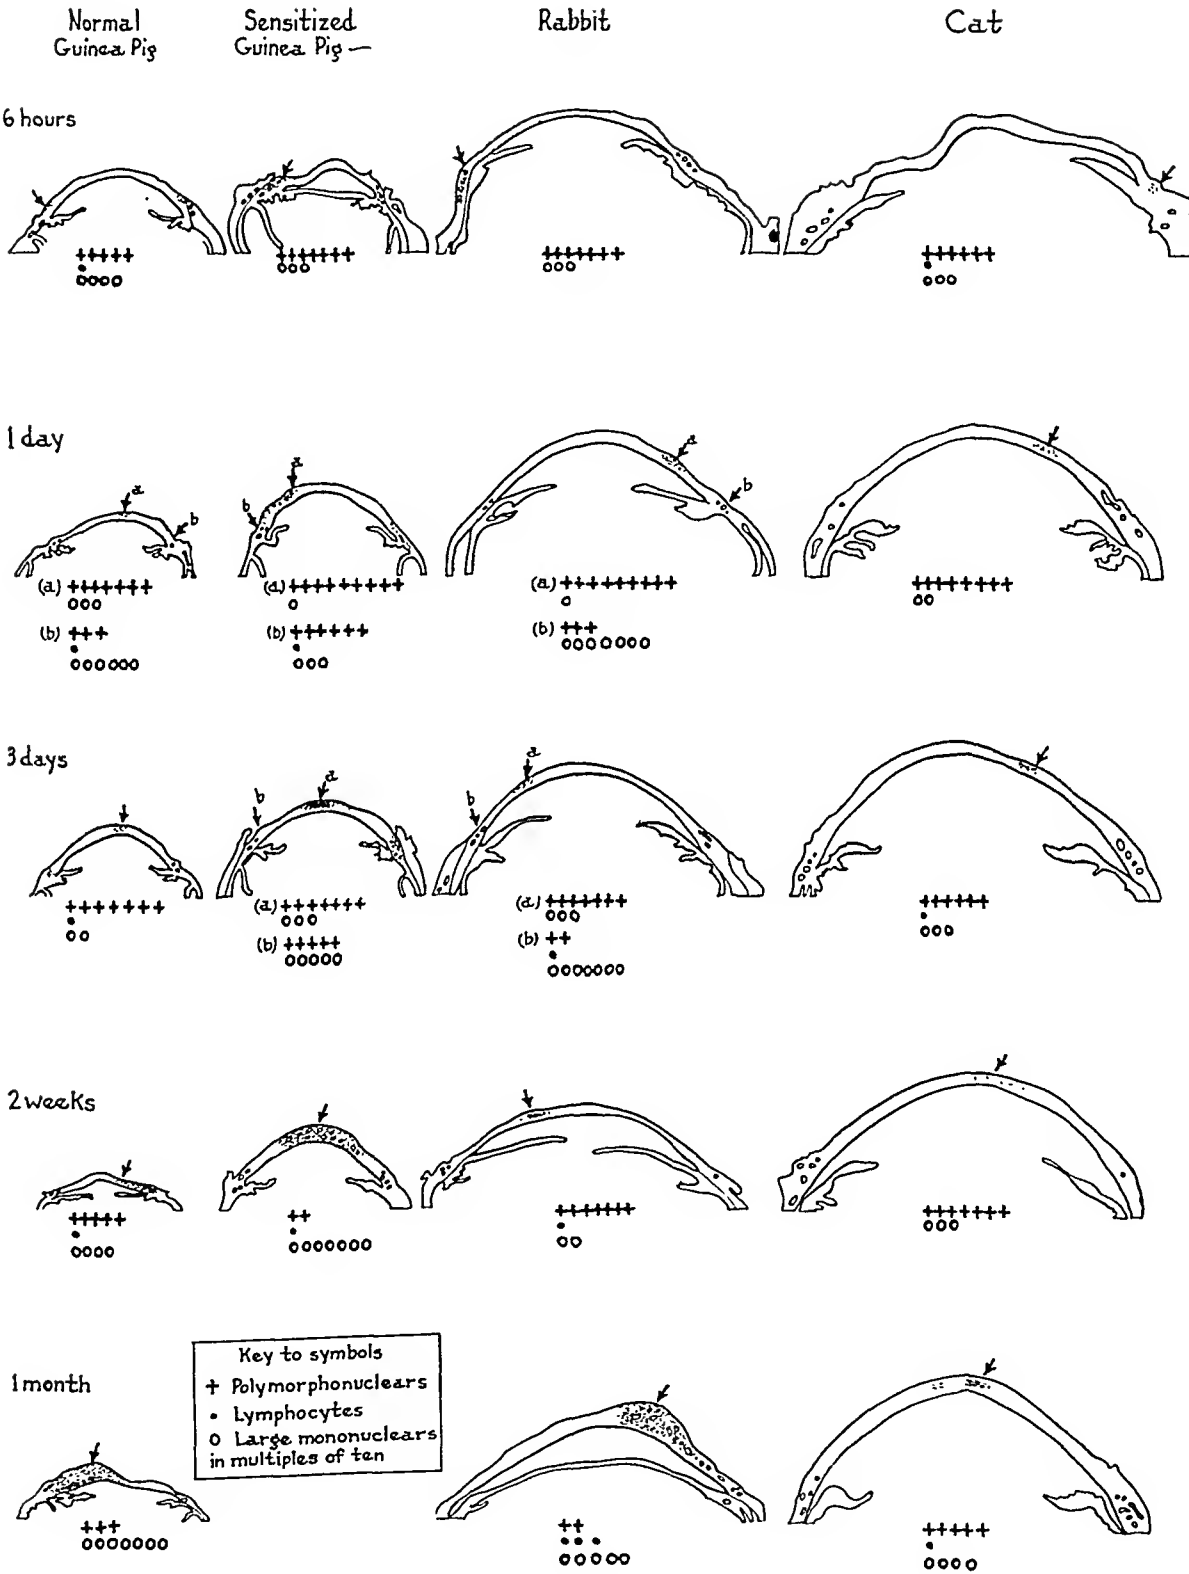 Normal
Guinea Pig
Sensitized
Guinea Pig —
Rabbit
Cat
6 hours
1 day
a
b
a
b
a
b
(a)
(a)
(a)
(b)
(b)
(b)
3 days
b
a
a
b
(a)
(a)
(b)
(b)
2 weeks
1 month
Key to symbols
+ Polymorphonuclears
• Lymphocytes
o Large mononuclears
in multiples of ten